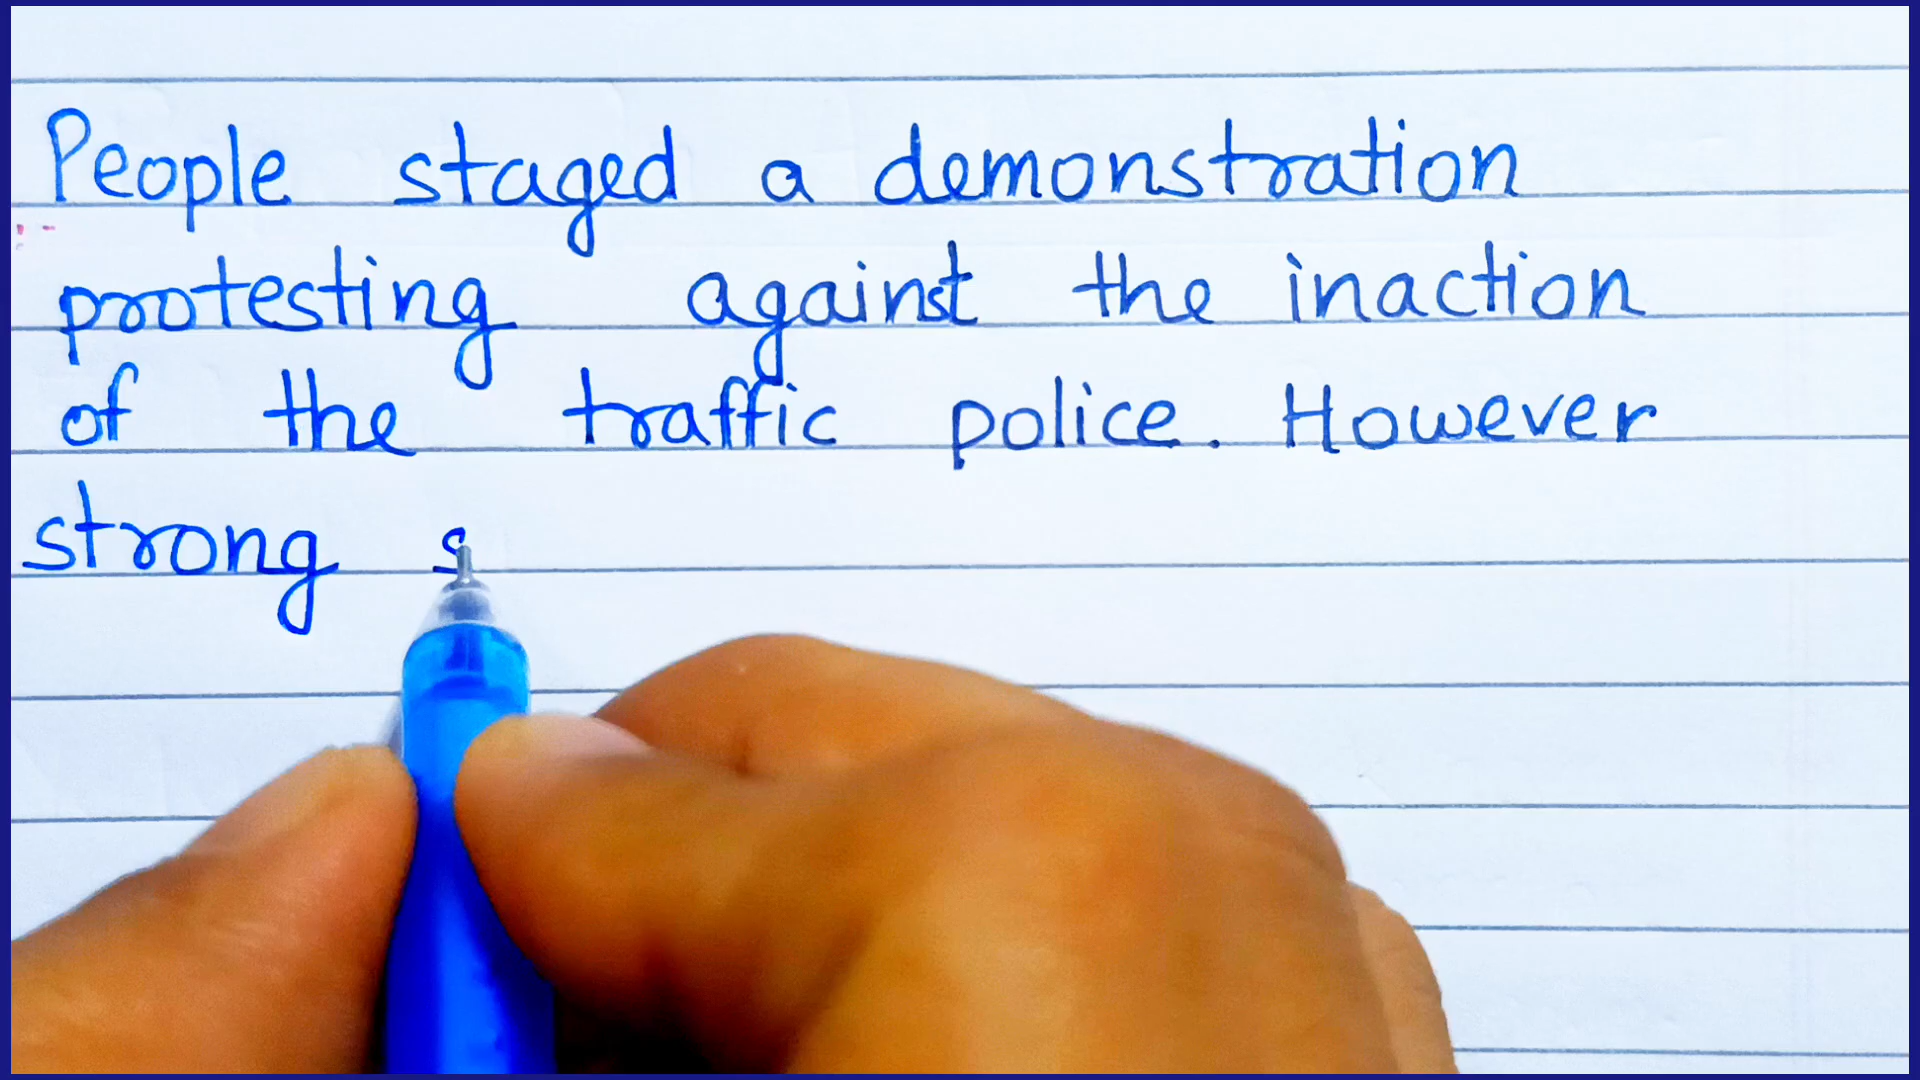 People staged a demonstration
protesting against the inaction
of the traffic police. However
strong s